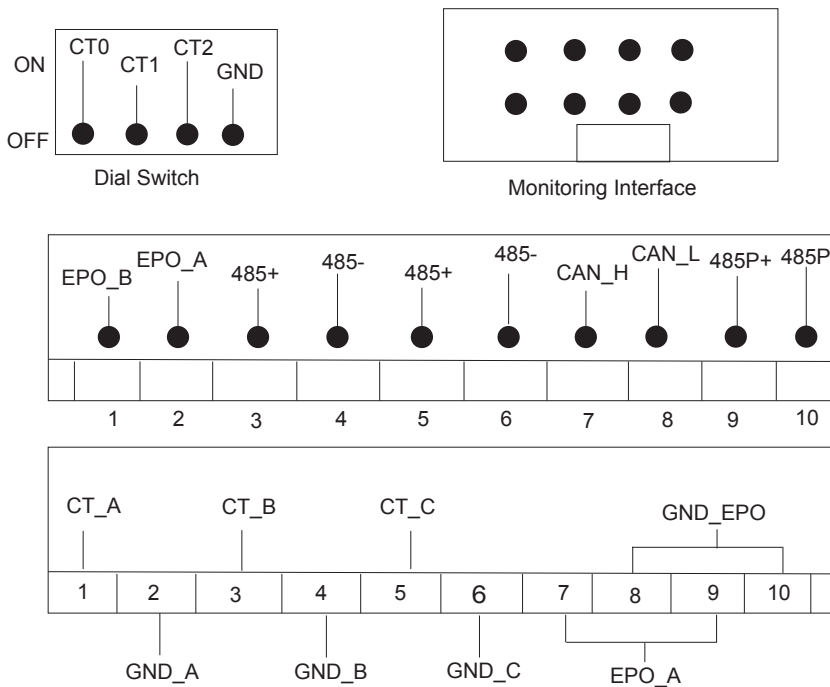 ON
CT0
CT1
CT2
GND
OFF
Dial Switch
Monitoring Interface
EPO_B
EPO_A
485+
485-
485+
485-
CAN_H
CAN_L
485P+
485P
1 2 3 4 5 6 7 8 9 10
CT_A
CT_B
CT_C
GND_EPO
1 2 3 4 5 6 7 8 9 10
GND_A
GND_B
GND_C
EPO_A